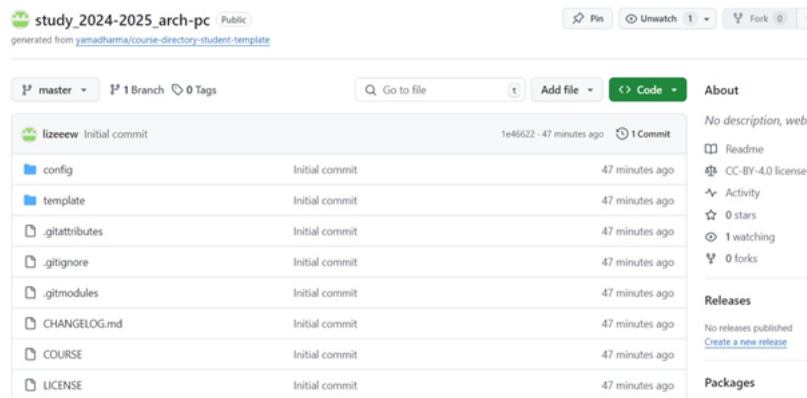 study_2024-2025_arch-pc Public
Pin
Unwatch 1
Fork 0
generated from yamadharma/course-directory-student-template
master
1 Branch
0 Tags
Go to file
t
Add file
<> Code
lizeeew Initial commit
1e46622 · 47 minutes ago
1 Commit
config Initial commit 47 minutes ago
template Initial commit 47 minutes ago
.gitattributes Initial commit 47 minutes ago
.gitignore Initial commit 47 minutes ago
.gitmodules Initial commit 47 minutes ago
CHANGELOG.md Initial commit 47 minutes ago
COURSE Initial commit 47 minutes ago
LICENSE Initial commit 47 minutes ago
About
No description, web
Readme
CC-BY-4.0 license
Activity
0 stars
1 watching
0 forks
Releases
No releases published
Create a new release
Packages